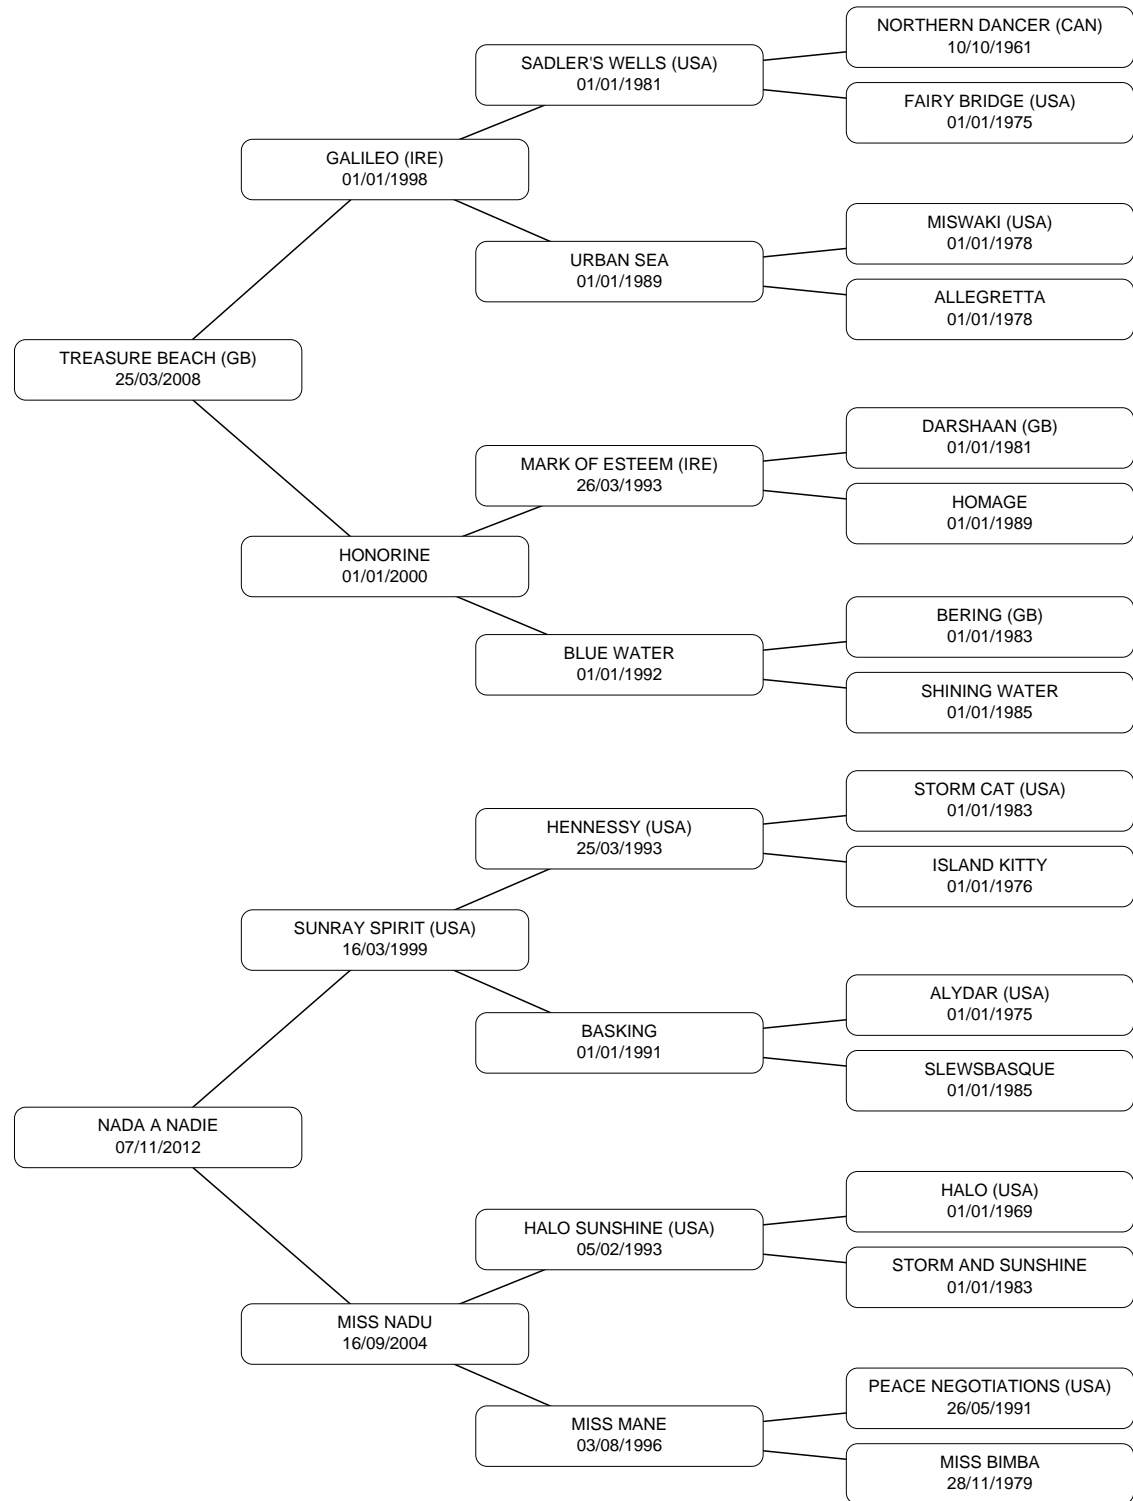 NORTHERN DANCER (CAN)
10/10/1961
SADLER'S WELLS (USA)
01/01/1981
FAIRY BRIDGE (USA)
01/01/1975
GALILEO (IRE)
01/01/1998
MISWAKI (USA)
01/01/1978
URBAN SEA
01/01/1989
ALLEGRETTA
01/01/1978
TREASURE BEACH (GB)
25/03/2008
DARSHAAN (GB)
01/01/1981
MARK OF ESTEEM (IRE)
26/03/1993
HOMAGE
01/01/1989
HONORINE
01/01/2000
BERING (GB)
01/01/1983
BLUE WATER
01/01/1992
SHINING WATER
01/01/1985
STORM CAT (USA)
01/01/1983
HENNESSY (USA)
25/03/1993
ISLAND KITTY
01/01/1976
SUNRAY SPIRIT (USA)
16/03/1999
ALYDAR (USA)
01/01/1975
BASKING
01/01/1991
SLEWSBASQUE
01/01/1985
NADA A NADIE
07/11/2012
HALO (USA)
01/01/1969
HALO SUNSHINE (USA)
05/02/1993
STORM AND SUNSHINE
01/01/1983
MISS NADU
16/09/2004
PEACE NEGOTIATIONS (USA)
26/05/1991
MISS MANE
03/08/1996
MISS BIMBA
28/11/1979